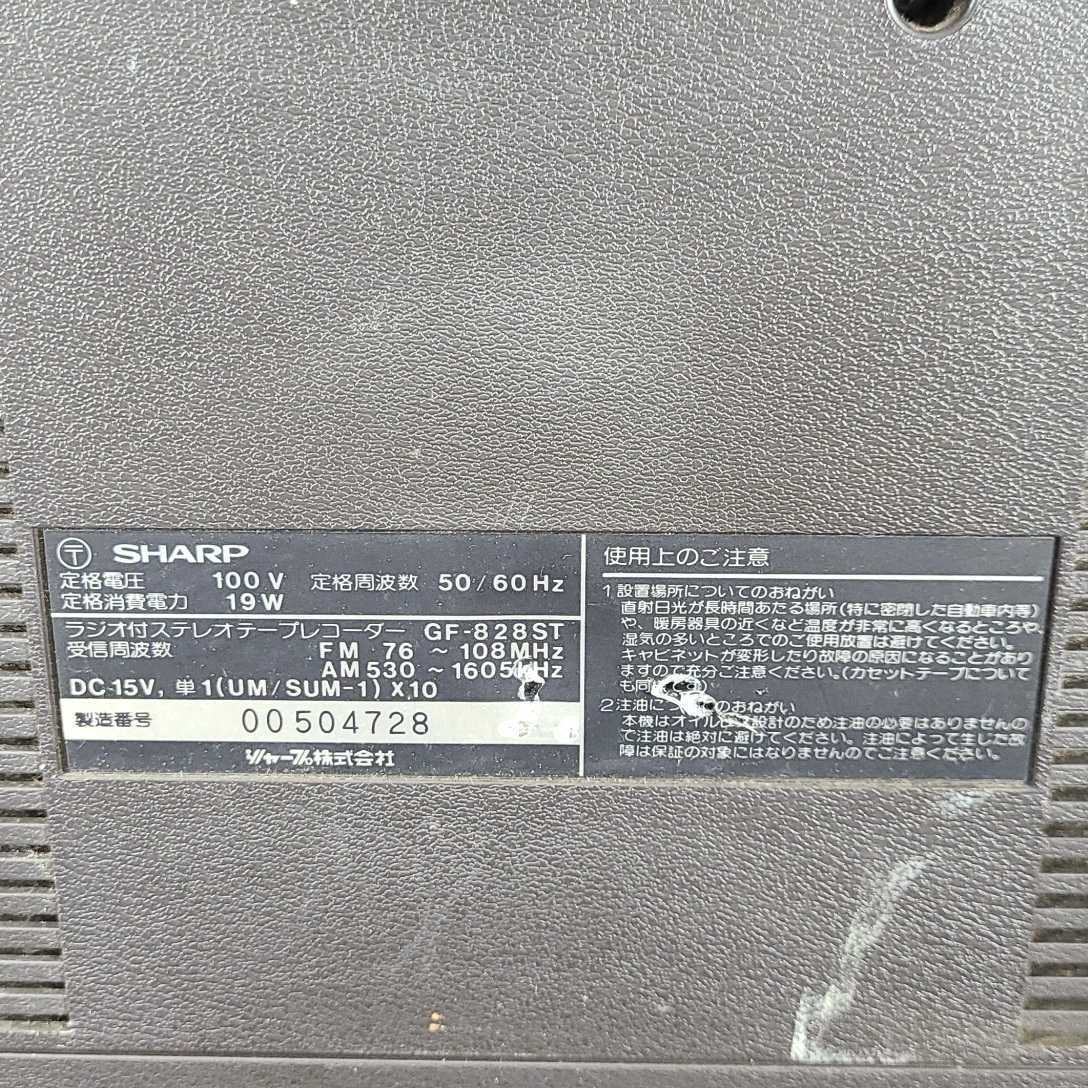 〒 SHARP
定格電圧 100V 定格周波数 50/60Hz
定格消費電力 19W
ラジオ付ステレオテープレコーダー GF-828ST
受信周波数 FM 76 ~ 108MHz
AM 530 ~ 1605kHz
DC-15V, 単1(UM/SUM-1)X10
製造番号 00504728
シャープ株式会社
使用上のご注意
1 設置場所についてのおねがい
直射日光が長時間あたる場所(特に密閉した自動車内等)
や、暖房器具の近くなど温度が非常に高くなるところや、
湿気の多いところでのご使用放置は避けてください。
キャビネットが変形したり故障の原因になることがあり
ますので充分ご注意ください。(カセットテープについて
も同
2 注油に のおねがい
本機はオイルレス設計のため注油の必要はありませんの
で注油は絶対に避けてください。注油によって生じた故
障は保証の対象にはなりませんのでご注意ください。